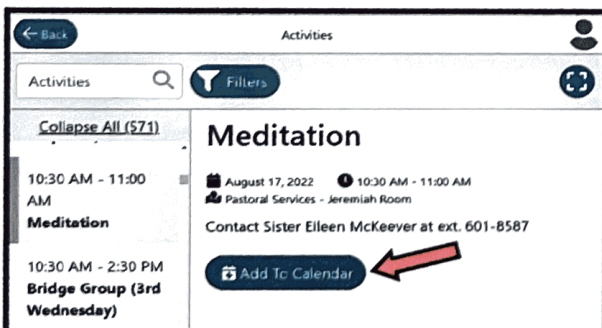 Back
Activities
Activities
Filters
Collapse All (571)
10:30 AM - 11:00
AM
Meditation
10:30 AM - 2:30 PM
Bridge Group (3rd
Wednesday)
Meditation
August 17, 2022 10:30 AM - 11:00 AM
Pastoral Services - Jeremiah Room
Contact Sister Eileen McKeever at ext. 601-8587
Add To Calendar